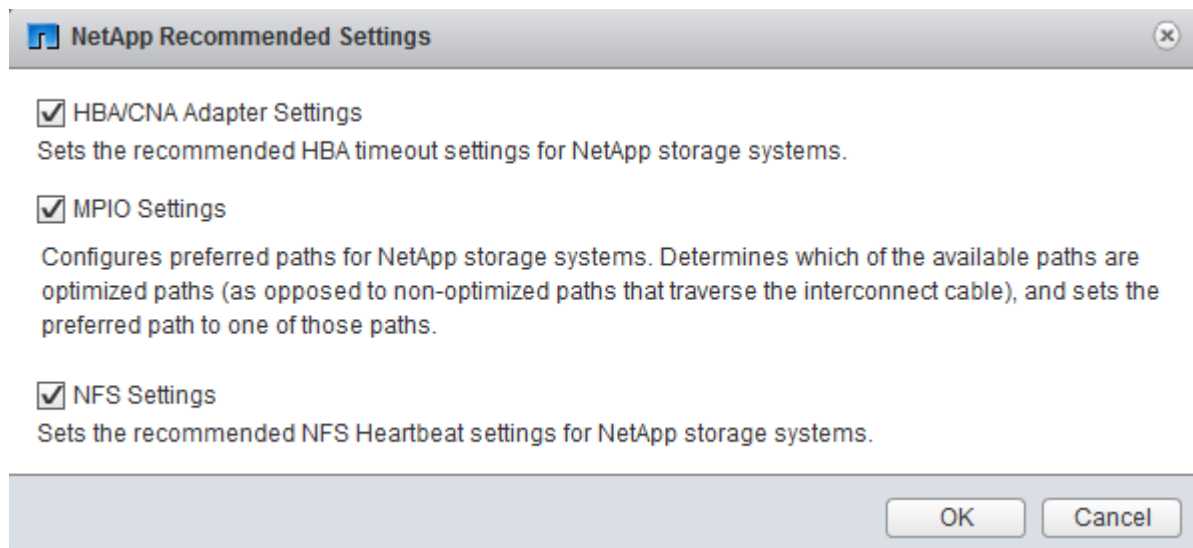 NetApp Recommended Settings
HBA/CNA Adapter Settings
Sets the recommended HBA timeout settings for NetApp storage systems.
MPIO Settings
Configures preferred paths for NetApp storage systems. Determines which of the available paths are
optimized paths (as opposed to non-optimized paths that traverse the interconnect cable), and sets the
preferred path to one of those paths.
NFS Settings
Sets the recommended NFS Heartbeat settings for NetApp storage systems.
OK
Cancel